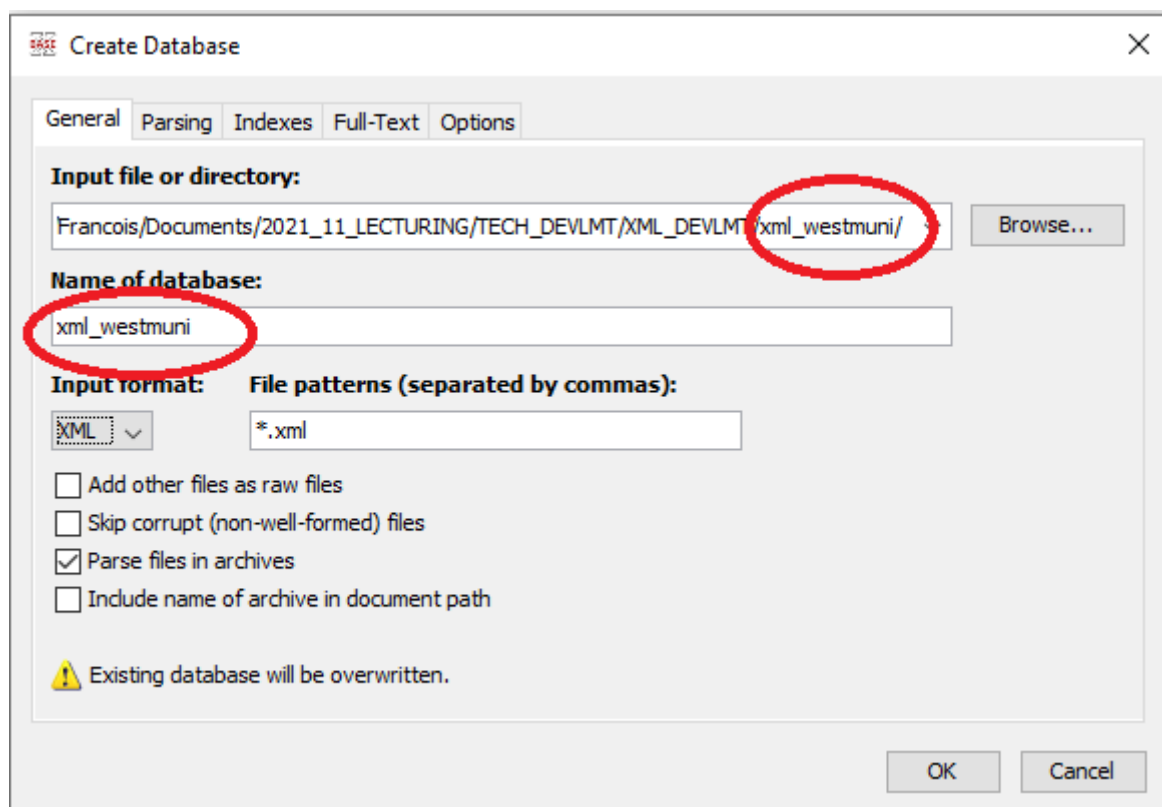 BASE Create Database
General Parsing Indexes Full-Text Options
Input file or directory:
Francois/Documents/2021_11_LECTURING/TECH_DEVLMT/XML_DEVLMT/xml_westmuni/ Browse...
Name of database:
xml_westmuni
Input format: File patterns (separated by commas):
XML *.xml
Add other files as raw files
Skip corrupt (non-well-formed) files
Parse files in archives
Include name of archive in document path
Existing database will be overwritten.
OK Cancel